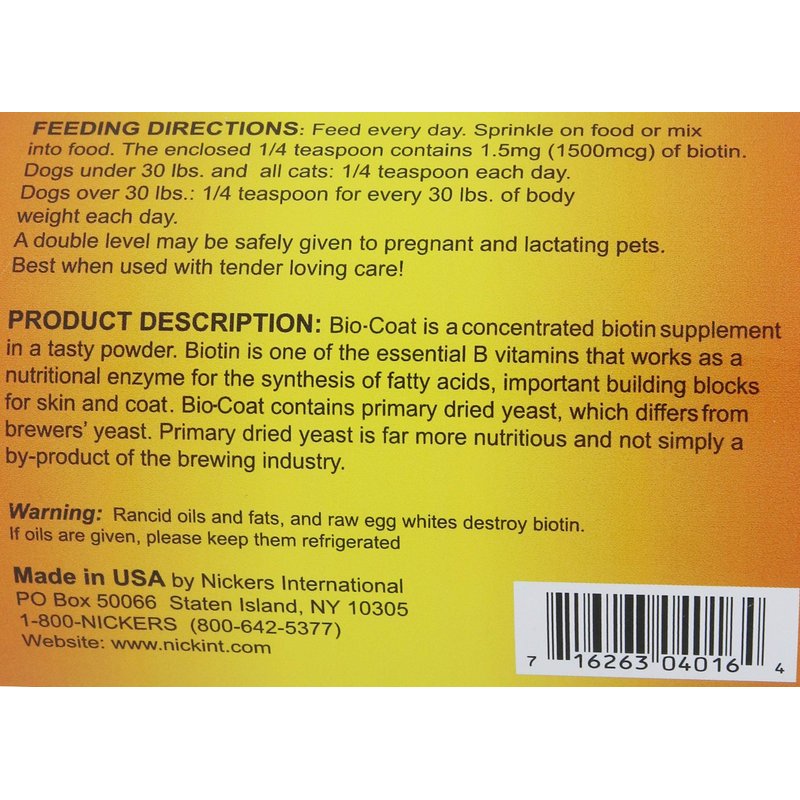 FEEDING DIRECTIONS: Feed every day. Sprinkle on food or mix
into food. The enclosed 1/4 teaspoon contains 1.5mg (1500mcg) of biotin.
Dogs under 30 lbs. and all cats: 1/4 teaspoon each day.
Dogs over 30 lbs.: 1/4 teaspoon for every 30 lbs. of body
weight each day.
A double level may be safely given to pregnant and lactating pets.
Best when used with tender loving care!
PRODUCT DESCRIPTION: Bio-Coat is a concentrated biotin supplement
in a tasty powder. Biotin is one of the essential B vitamins that works as a
nutritional enzyme for the synthesis of fatty acids, important building blocks
for skin and coat. Bio-Coat contains primary dried yeast, which differs from
brewers' yeast. Primary dried yeast is far more nutritious and not simply a
by-product of the brewing industry.
Warning: Rancid oils and fats, and raw egg whites destroy biotin.
If oils are given, please keep them refrigerated
Made in USA by Nickers International
PO Box 50066 Staten Island, NY 10305
1-800-NICKERS (800-642-5377)
Website: www.nickint.com
7 16263 04016 4